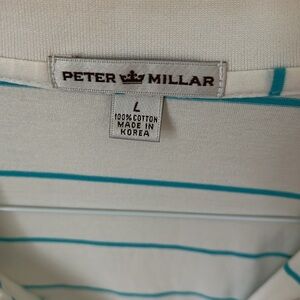 PETER MILLAR
L
100% COTTON
MADE IN
KOREA